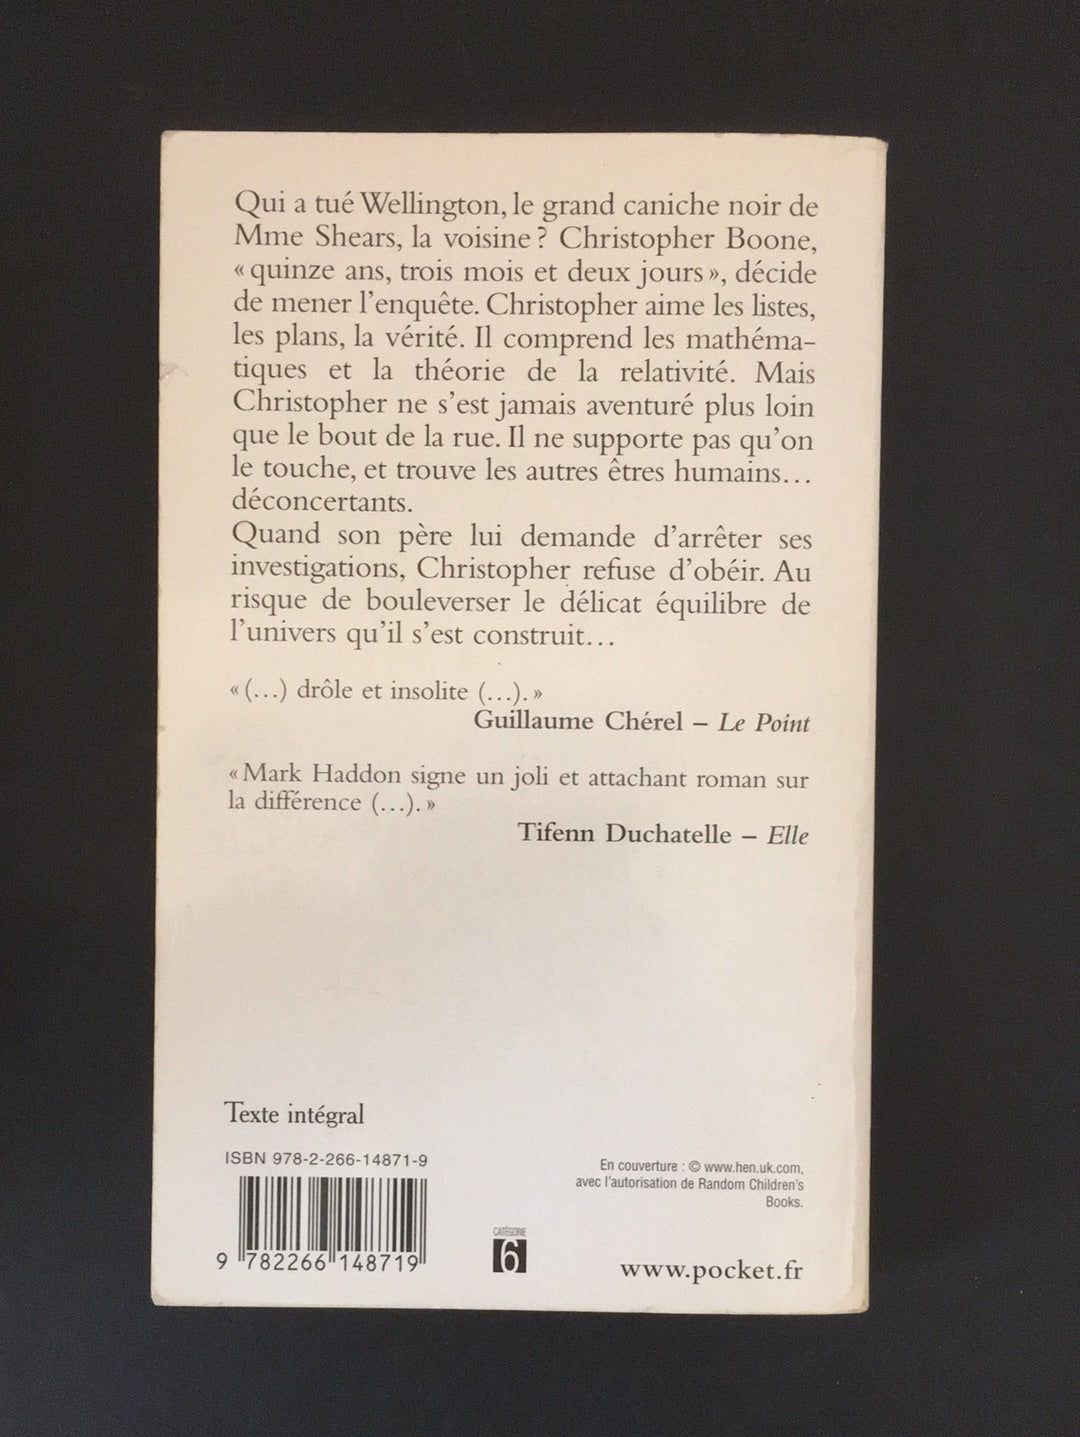 Qui a tué Wellington, le grand caniche noir de
Mme Shears, la voisine ? Christopher Boone,
« quinze ans, trois mois et deux jours », décide
de mener l'enquête. Christopher aime les listes,
les plans, la vérité. Il comprend les mathéma-
tiques et la théorie de la relativité. Mais
Christopher ne s'est jamais aventuré plus loin
que le bout de la rue. Il ne supporte pas qu'on
le touche, et trouve les autres êtres humains…
déconcertants.
Quand son père lui demande d'arrêter ses
investigations, Christopher refuse d'obéir. Au
risque de bouleverser le délicat équilibre de
l'univers qu'il s'est construit…
« (…) drôle et insolite (…). »
Guillaume Chérel – Le Point
« Mark Haddon signe un joli et attachant roman sur
la différence (…). »
Tifenn Duchatelle – Elle
Texte intégral
ISBN 978-2-266-14871-9
9 782266 148719
CATÉGORIE
6
En couverture : © www.hen.uk.com,
avec l'autorisation de Random Children's
Books.
www.pocket.fr